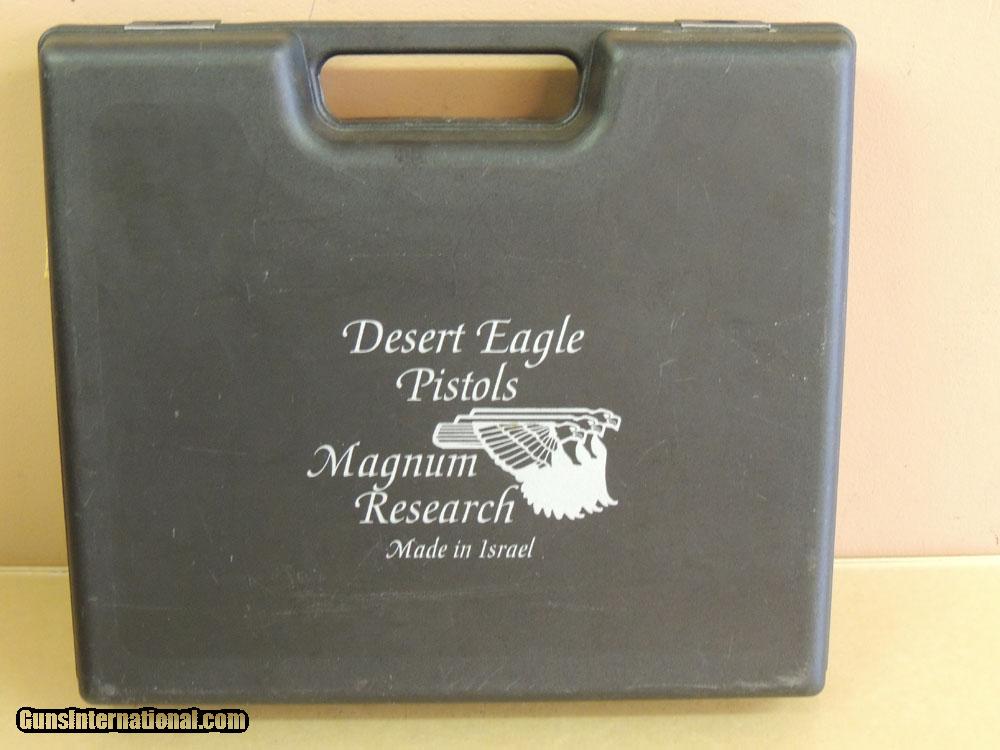 Desert Eagle
Pistols
Magnum
Research
Made in Israel
GunsInternational.com